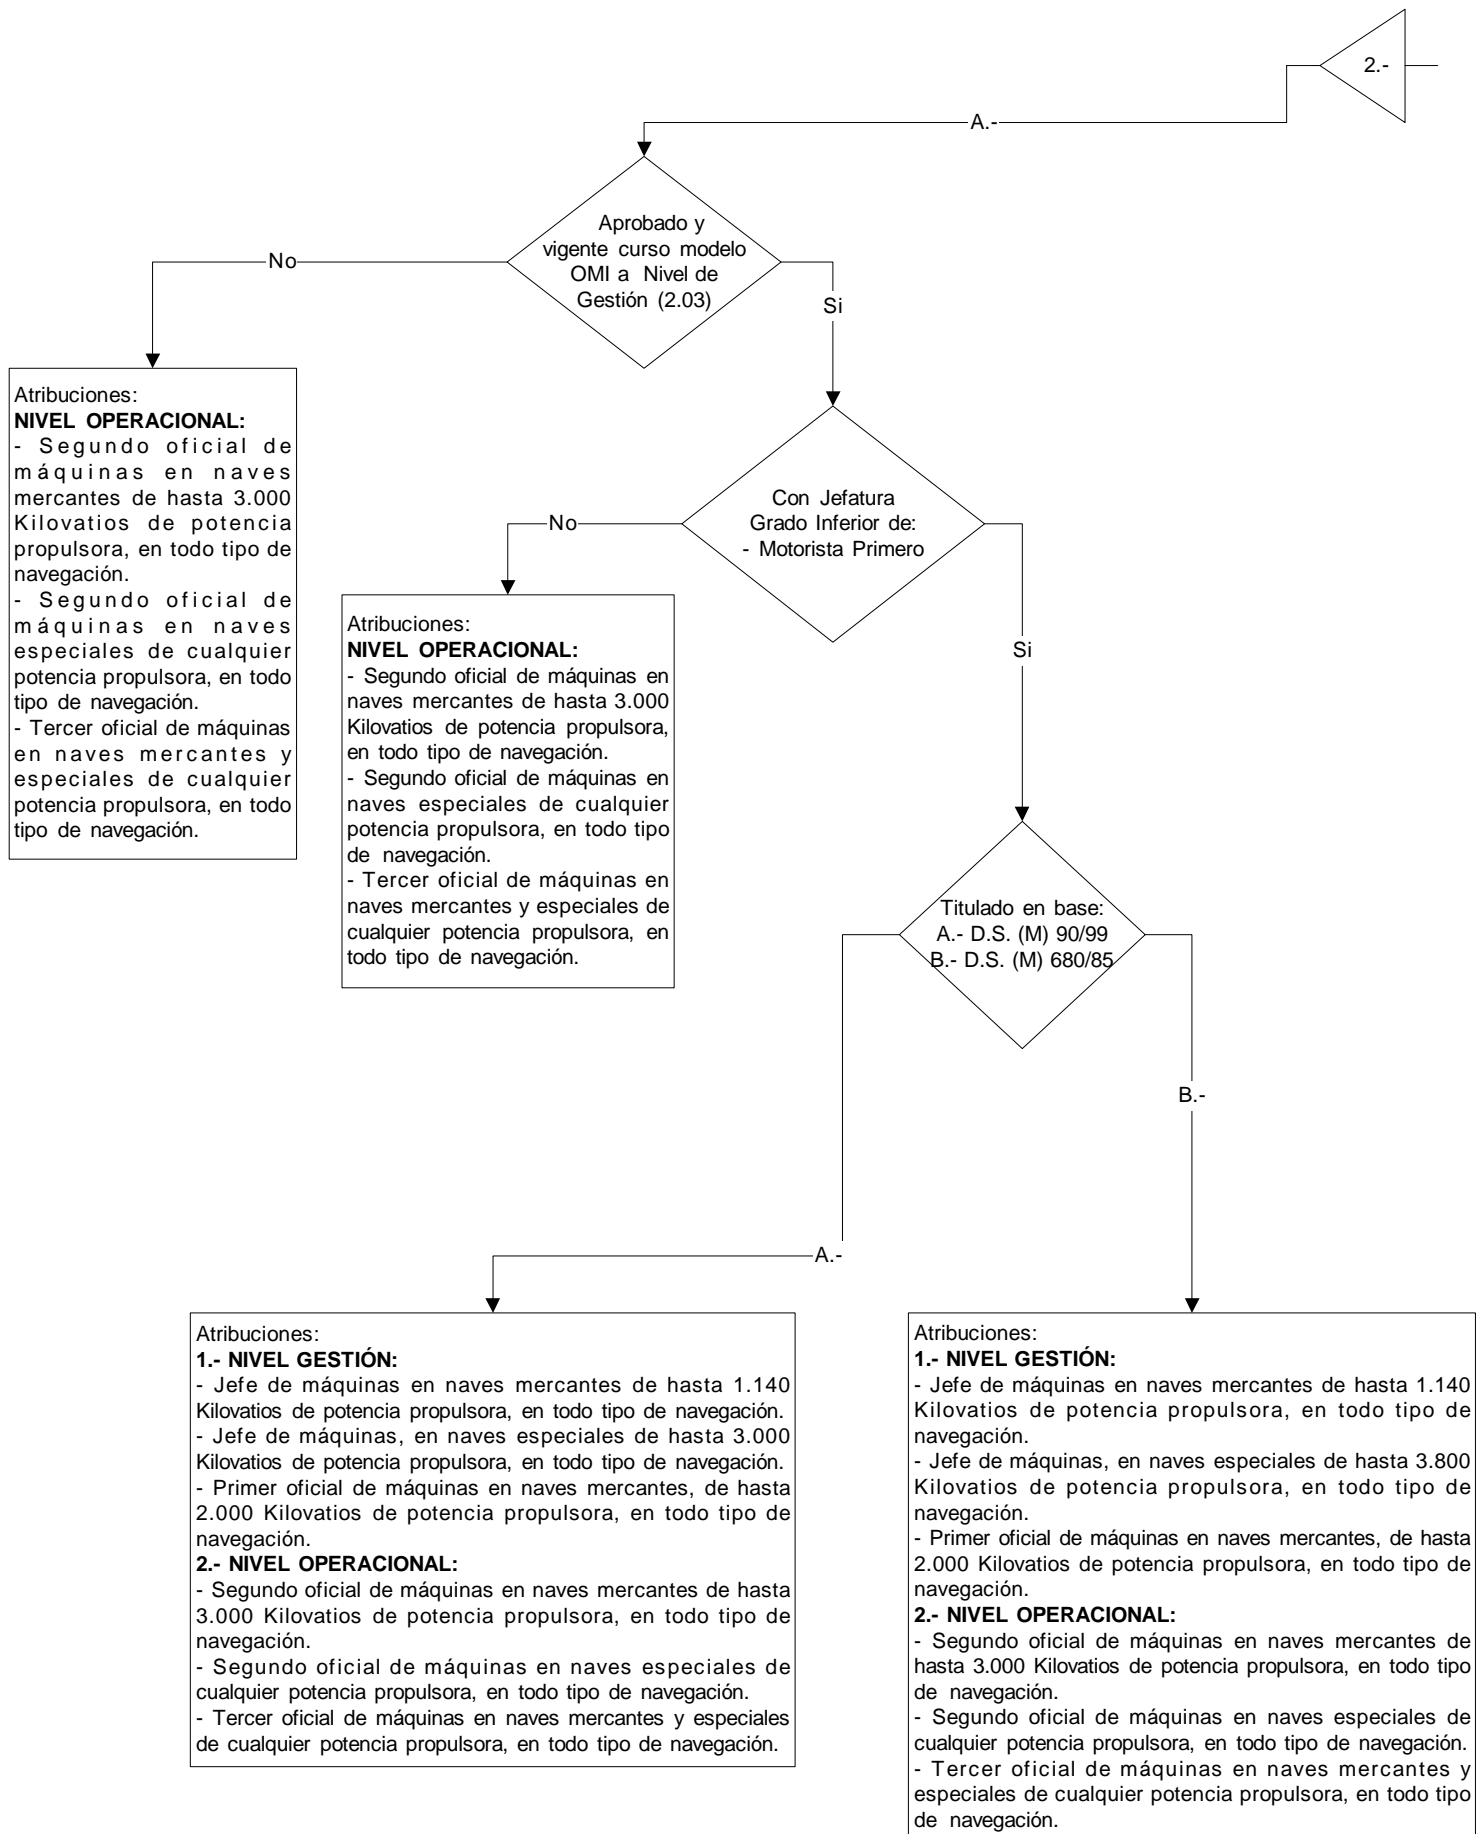 2.-
A.-
Aprobado y
vigente curso modelo
OMI a Nivel de
Gestión (2.03)
No
Si
Atribuciones:
NIVEL OPERACIONAL:
- Segundo oficial de
máquinas en naves
mercantes de hasta 3.000
Kilovatios de potencia
propulsora, en todo tipo de
navegación.
- Segundo oficial de
máquinas en naves
especiales de cualquier
potencia propulsora, en todo
tipo de navegación.
- Tercer oficial de máquinas
en naves mercantes y
especiales de cualquier
potencia propulsora, en todo
tipo de navegación.
Con Jefatura
Grado Inferior de:
- Motorista Primero
No
Si
Atribuciones:
NIVEL OPERACIONAL:
- Segundo oficial de máquinas en
naves mercantes de hasta 3.000
Kilovatios de potencia propulsora,
en todo tipo de navegación.
- Segundo oficial de máquinas en
naves especiales de cualquier
potencia propulsora, en todo tipo
de navegación.
- Tercer oficial de máquinas en
naves mercantes y especiales de
cualquier potencia propulsora, en
todo tipo de navegación.
Titulado en base:
A.- D.S. (M) 90/99
B.- D.S. (M) 680/85
B.-
A.-
Atribuciones:
1.- NIVEL GESTIÓN:
- Jefe de máquinas en naves mercantes de hasta 1.140
Kilovatios de potencia propulsora, en todo tipo de navegación.
- Jefe de máquinas, en naves especiales de hasta 3.000
Kilovatios de potencia propulsora, en todo tipo de navegación.
- Primer oficial de máquinas en naves mercantes, de hasta
2.000 Kilovatios de potencia propulsora, en todo tipo de
navegación.
2.- NIVEL OPERACIONAL:
- Segundo oficial de máquinas en naves mercantes de hasta
3.000 Kilovatios de potencia propulsora, en todo tipo de
navegación.
- Segundo oficial de máquinas en naves especiales de
cualquier potencia propulsora, en todo tipo de navegación.
- Tercer oficial de máquinas en naves mercantes y especiales
de cualquier potencia propulsora, en todo tipo de navegación.
Atribuciones:
1.- NIVEL GESTIÓN:
- Jefe de máquinas en naves mercantes de hasta 1.140
Kilovatios de potencia propulsora, en todo tipo de
navegación.
- Jefe de máquinas, en naves especiales de hasta 3.800
Kilovatios de potencia propulsora, en todo tipo de
navegación.
- Primer oficial de máquinas en naves mercantes, de hasta
2.000 Kilovatios de potencia propulsora, en todo tipo de
navegación.
2.- NIVEL OPERACIONAL:
- Segundo oficial de máquinas en naves mercantes de
hasta 3.000 Kilovatios de potencia propulsora, en todo tipo
de navegación.
- Segundo oficial de máquinas en naves especiales de
cualquier potencia propulsora, en todo tipo de navegación.
- Tercer oficial de máquinas en naves mercantes y
especiales de cualquier potencia propulsora, en todo tipo
de navegación.